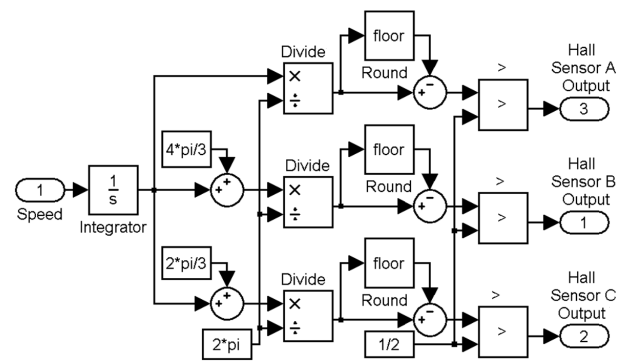 Divide
×
÷
floor
Round
−
+
>
>
Hall
Sensor A
Output
3
4*pi/3
+
+
1
Speed
1
s
Integrator
Divide
×
÷
floor
Round
−
+
>
>
Hall
Sensor B
Output
1
2*pi/3
+
+
2*pi
Divide
×
÷
floor
Round
−
+
1/2
>
>
Hall
Sensor C
Output
2